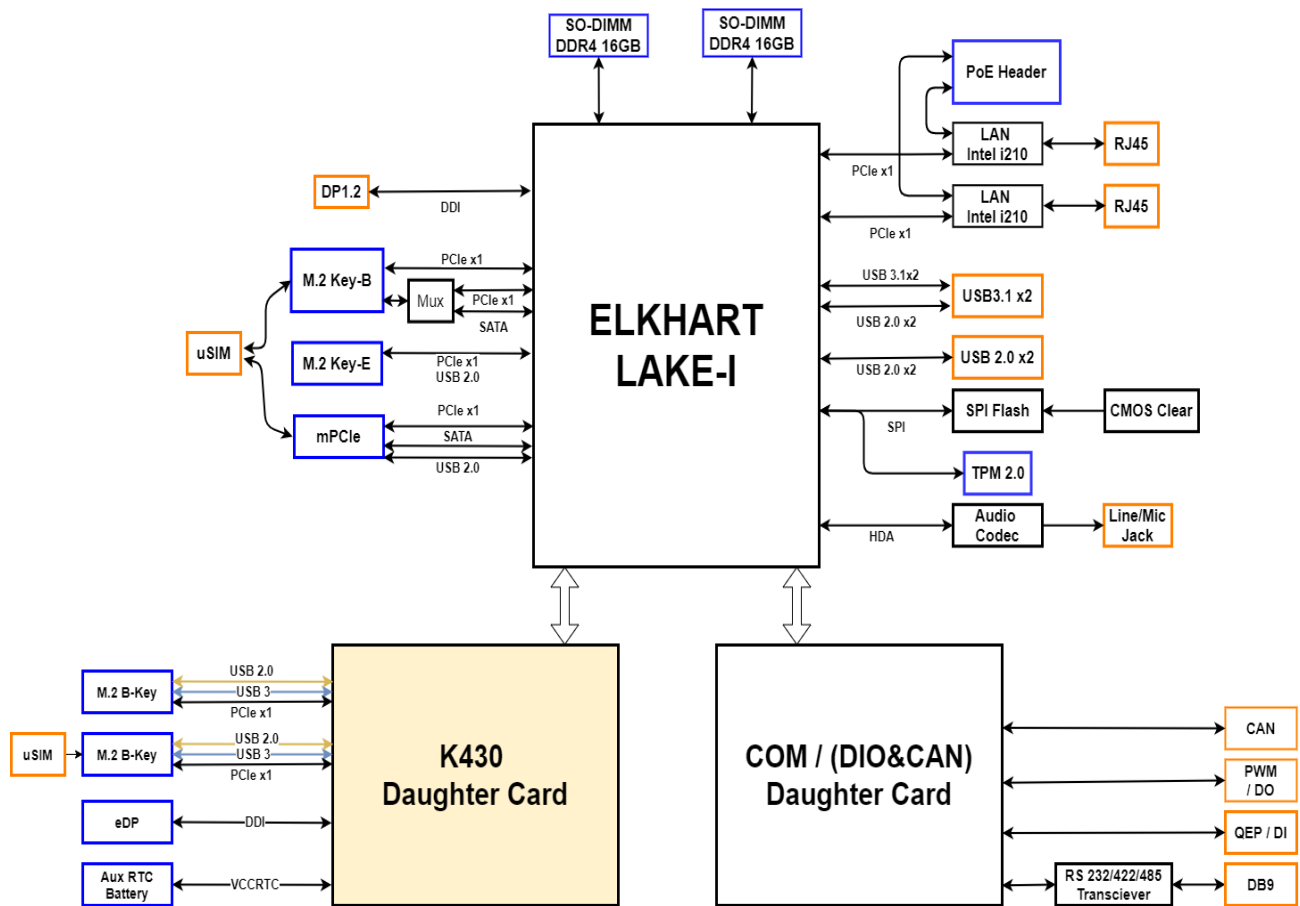 SO-DIMM
DDR4 16GB
SO-DIMM
DDR4 16GB
PoE Header
LAN
Intel i210
RJ45
PCIe x1
LAN
Intel i210
RJ45
PCIe x1
DP1.2
DDI
M.2 Key-B
PCIe x1
Mux
PCIe x1
SATA
uSIM
M.2 Key-E
PCIe x1
USB 2.0
mPCIe
PCIe x1
SATA
USB 2.0
ELKHART
LAKE-I
USB 3.1x2
USB3.1 x2
USB 2.0 x2
USB 2.0 x2
USB 2.0 x2
SPI Flash
CMOS Clear
SPI
TPM 2.0
Audio
Codec
Line/Mic
Jack
HDA
M.2 B-Key
USB 2.0
USB 3
PCIe x1
uSIM
M.2 B-Key
USB 2.0
USB 3
PCIe x1
eDP
DDI
Aux RTC
Battery
VCCRTC
K430
Daughter Card
COM / (DIO&CAN)
Daughter Card
CAN
PWM
/ DO
QEP / DI
RS 232/422/485
Transciever
DB9